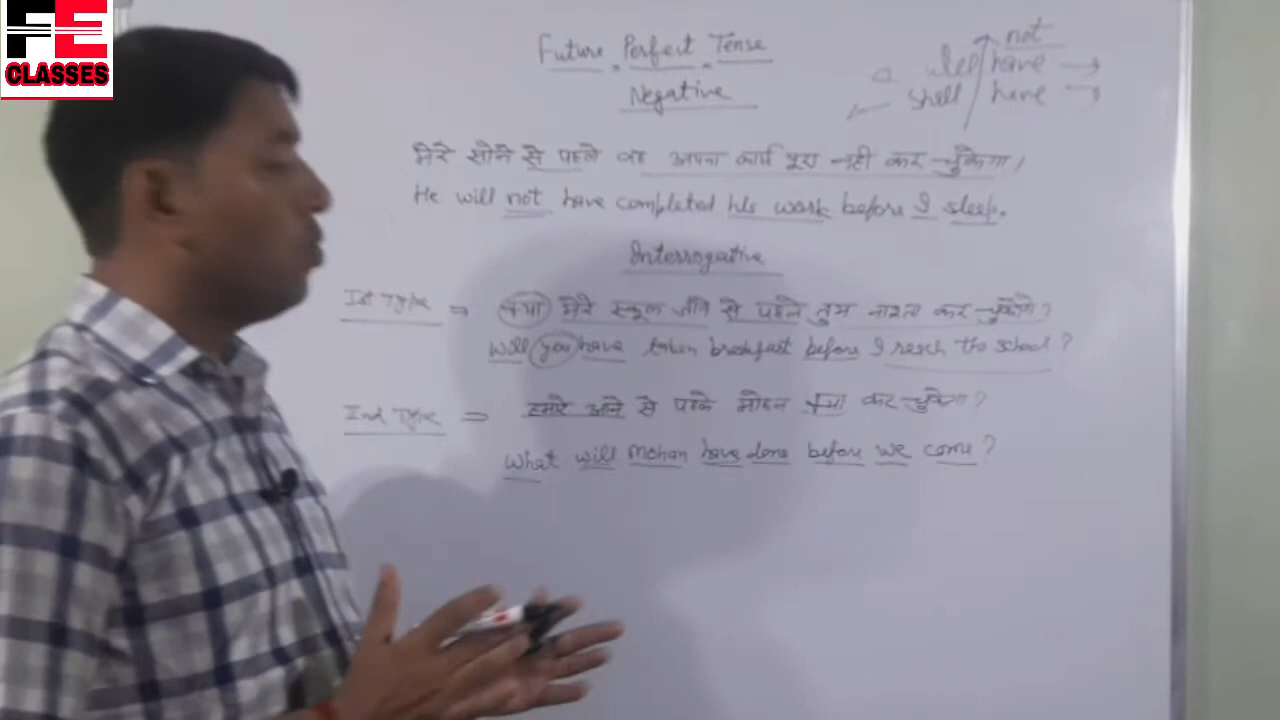 FE
CLASSES
Future Perfect Tense
Negative
not
will / have →
shall / have →
मेरे सोने से पहले वह अपना कार्य पूरा नही कर चुकेगा।
He will not have completed his work before I sleep.
Interrogative
Ist Type = क्या मेरे स्कूल जाने से पहले तुम नाश्ता कर चुकोगे?
Will you have taken breakfast before I reach the school?
IInd Type = हमारे आने से पहले मोहन क्या कर चुकेगा?
What will Mohan have done before we come?